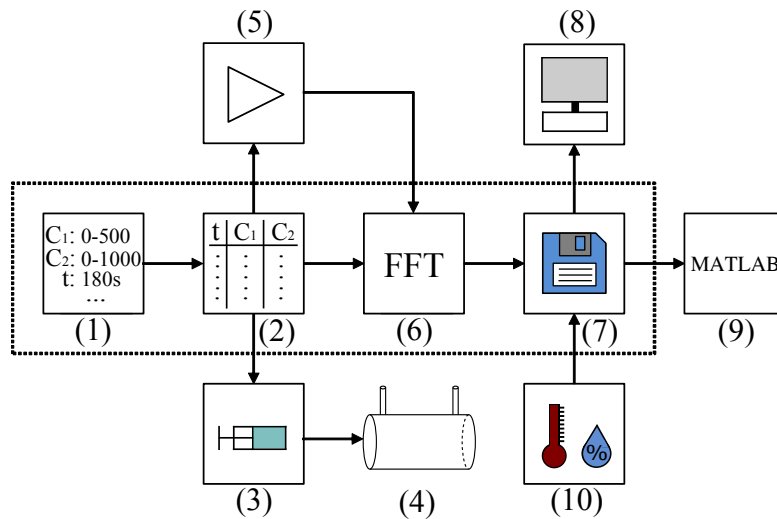 (5)
(8)
C1: 0-500
C2: 0-1000
t: 180s
...
t C1 C2
FFT
MATLAB
(1)
(2)
(6)
(7)
(9)
%
(3)
(4)
(10)